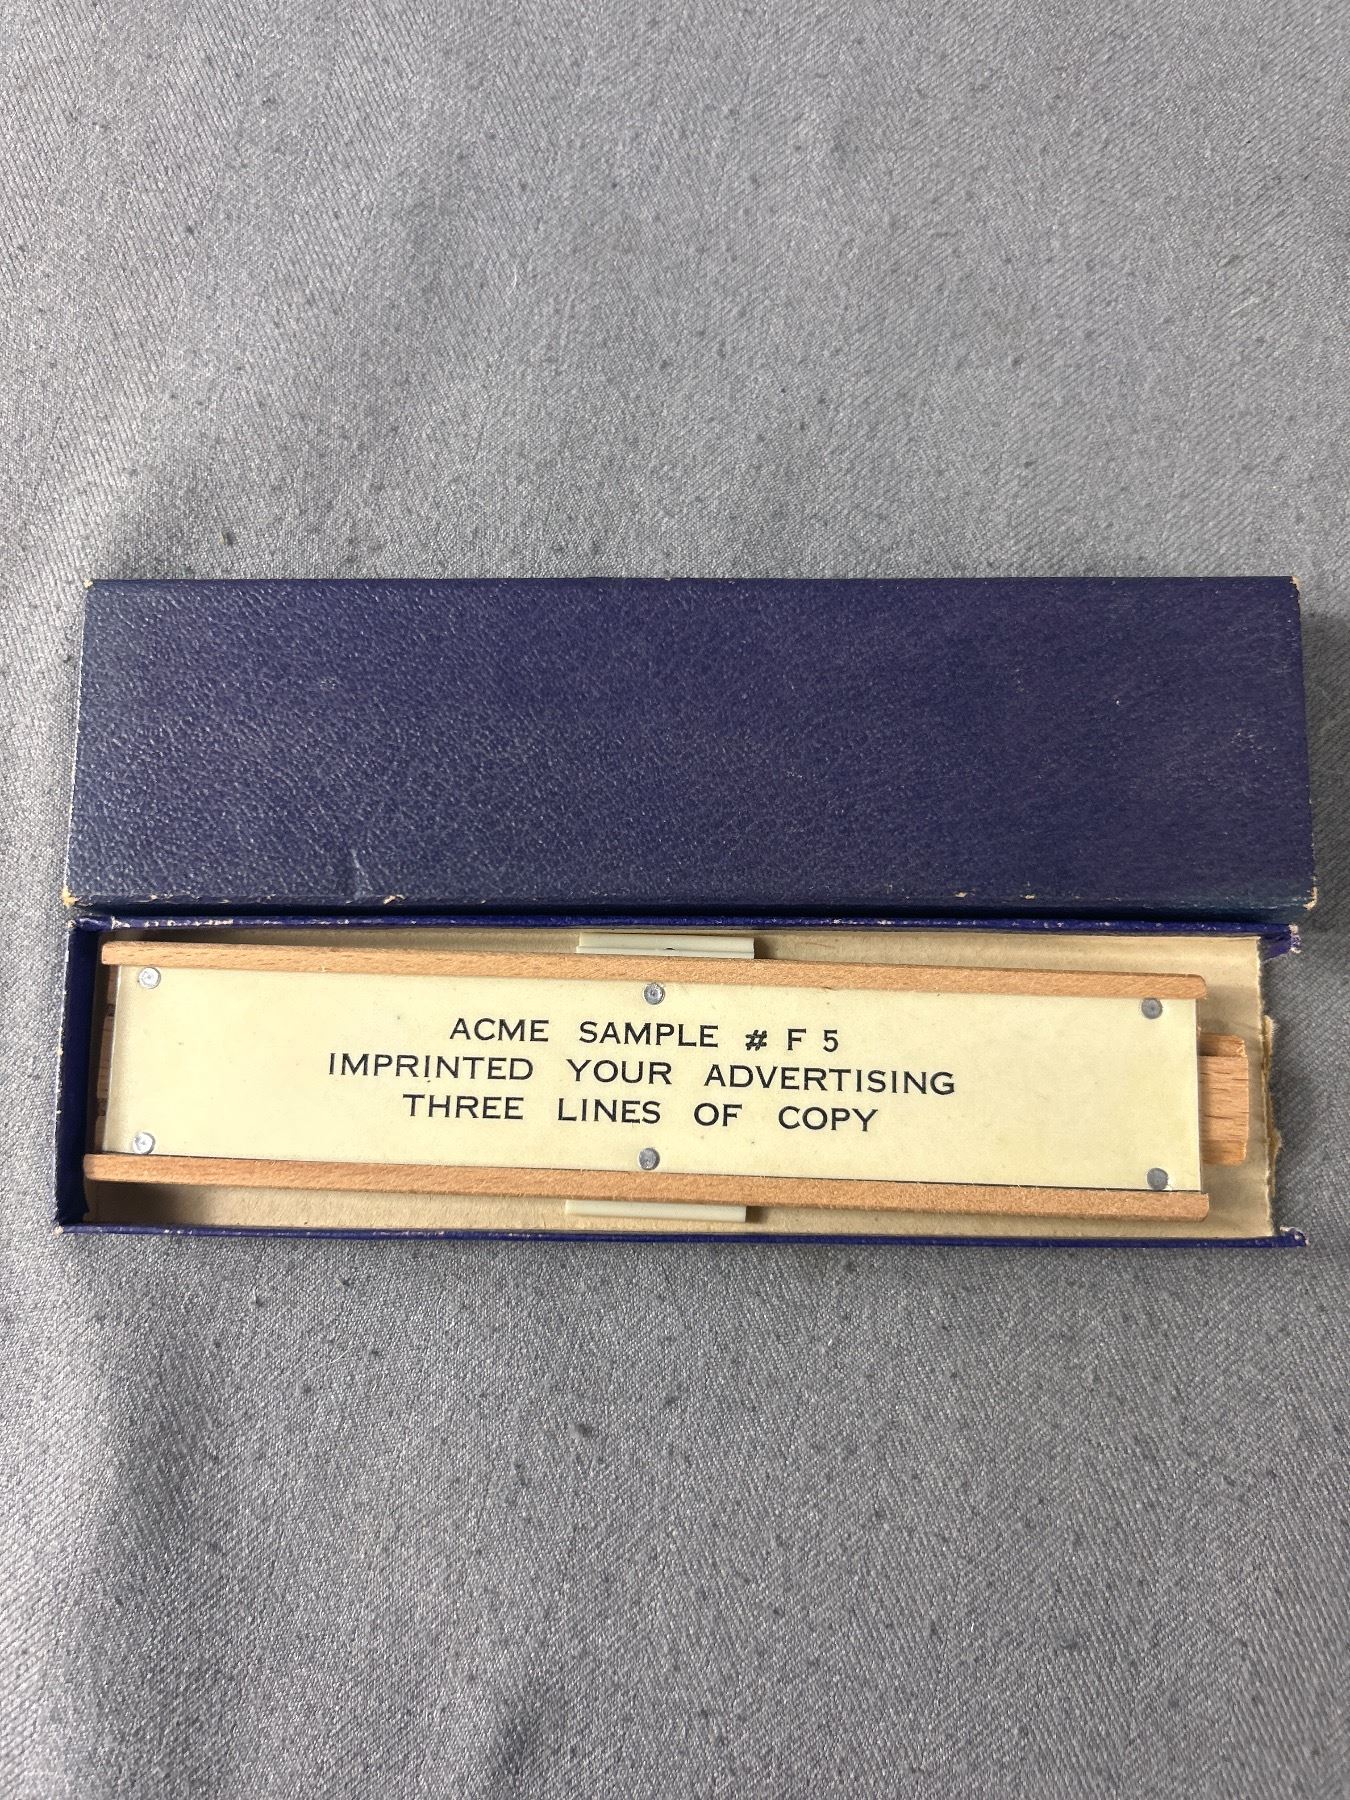 ACME SAMPLE # F 5
IMPRINTED YOUR ADVERTISING
THREE LINES OF COPY